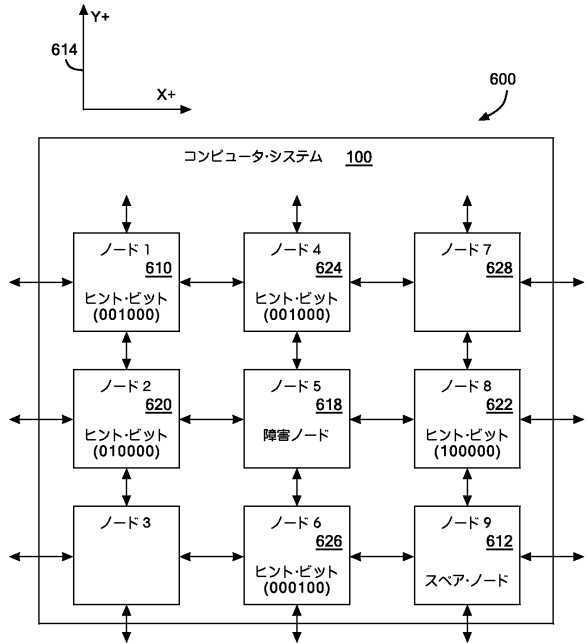 Y+
614
X+
600
コンピュータ・システム 100
ノード 1
610
ヒント・ビット
(001000)
ノード 4
624
ヒント・ビット
(001000)
ノード 7
628
ノード 2
620
ヒント・ビット
(010000)
ノード 5
618
障害ノード
ノード 8
622
ヒント・ビット
(100000)
ノード 3
ノード 6
626
ヒント・ビット
(000100)
ノード 9
612
スペア・ノード